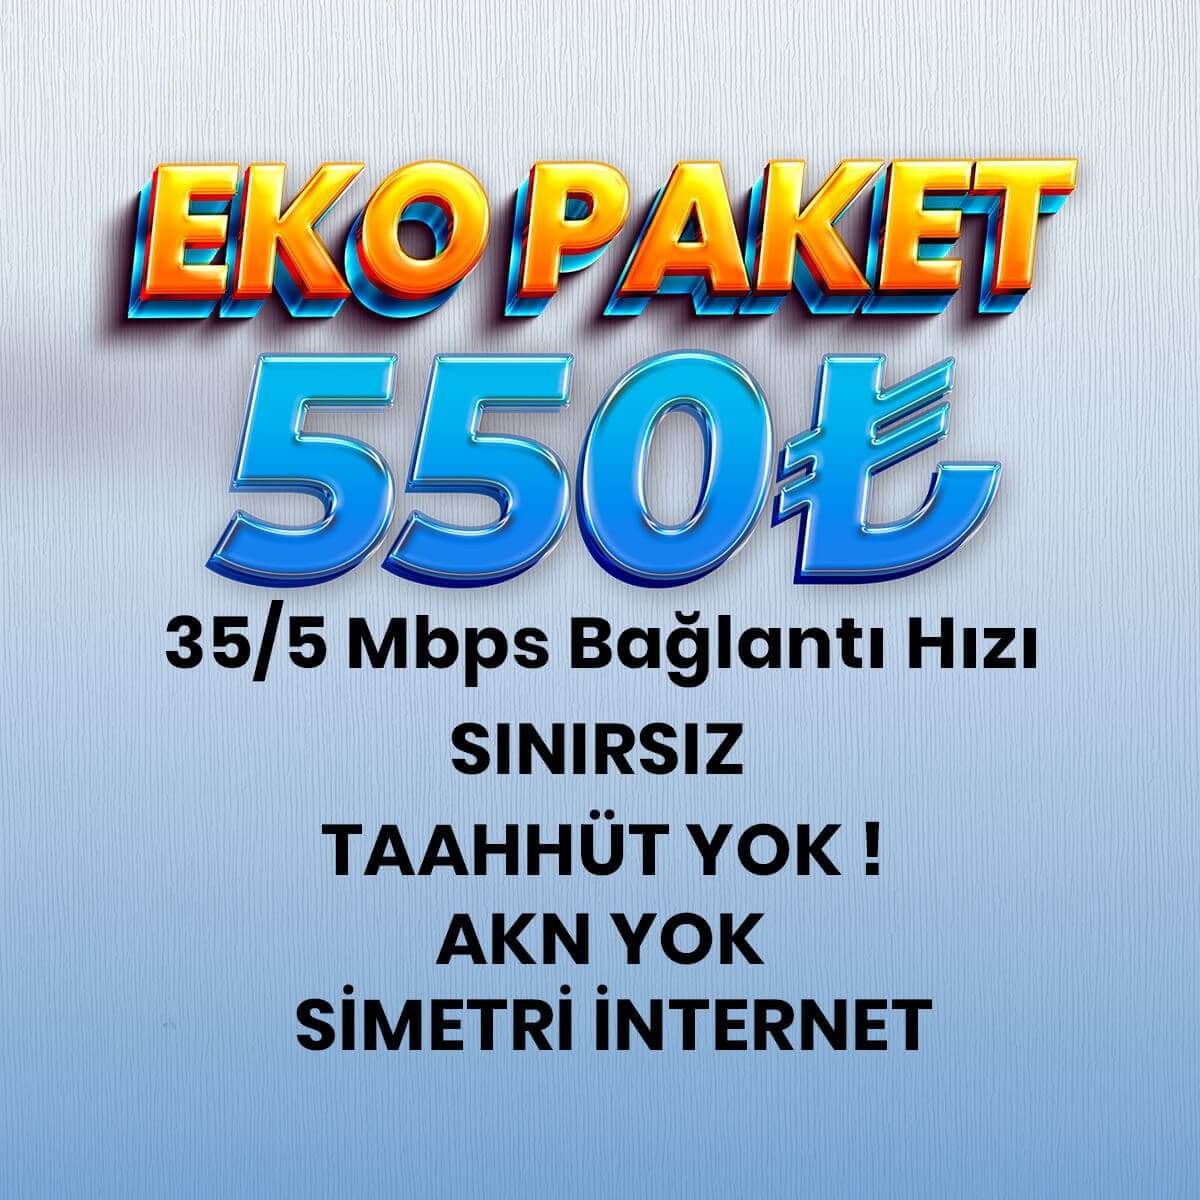 EKO PAKET
550₺
35/5 Mbps Bağlantı Hızı
SINIRSIZ
TAAHHÜT YOK !
AKN YOK
SİMETRİ İNTERNET